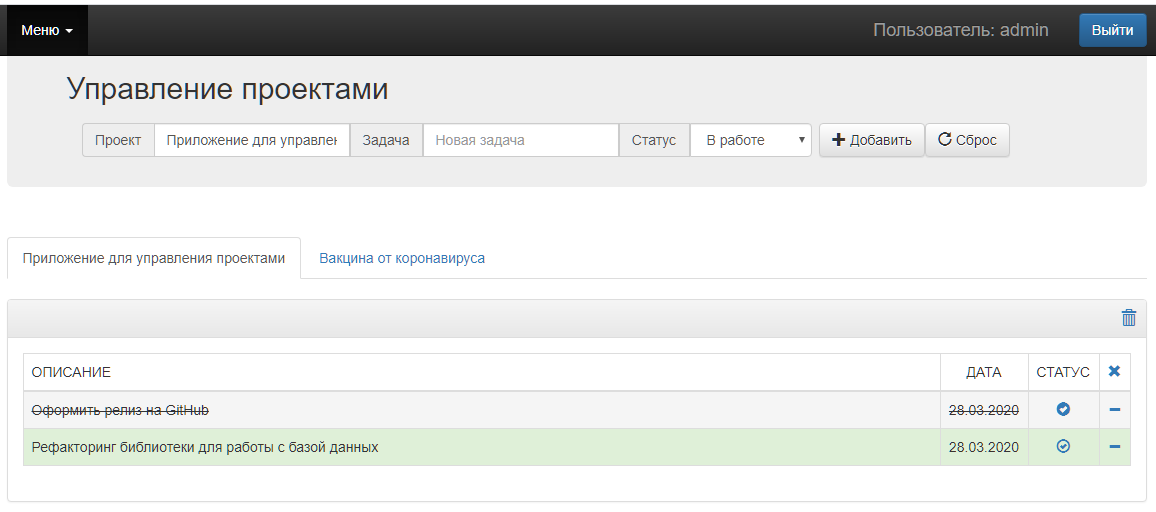 Меню Пользователь: admin Выйти
Управление проектами
Проект Приложение для управлен Задача Новая задача Статус В работе Добавить Сброс
Приложение для управления проектами Вакцина от коронавируса
ОПИСАНИЕ ДАТА СТАТУС
Оформить релиз на GitHub 28.03.2020
Рефакторинг библиотеки для работы с базой данных 28.03.2020